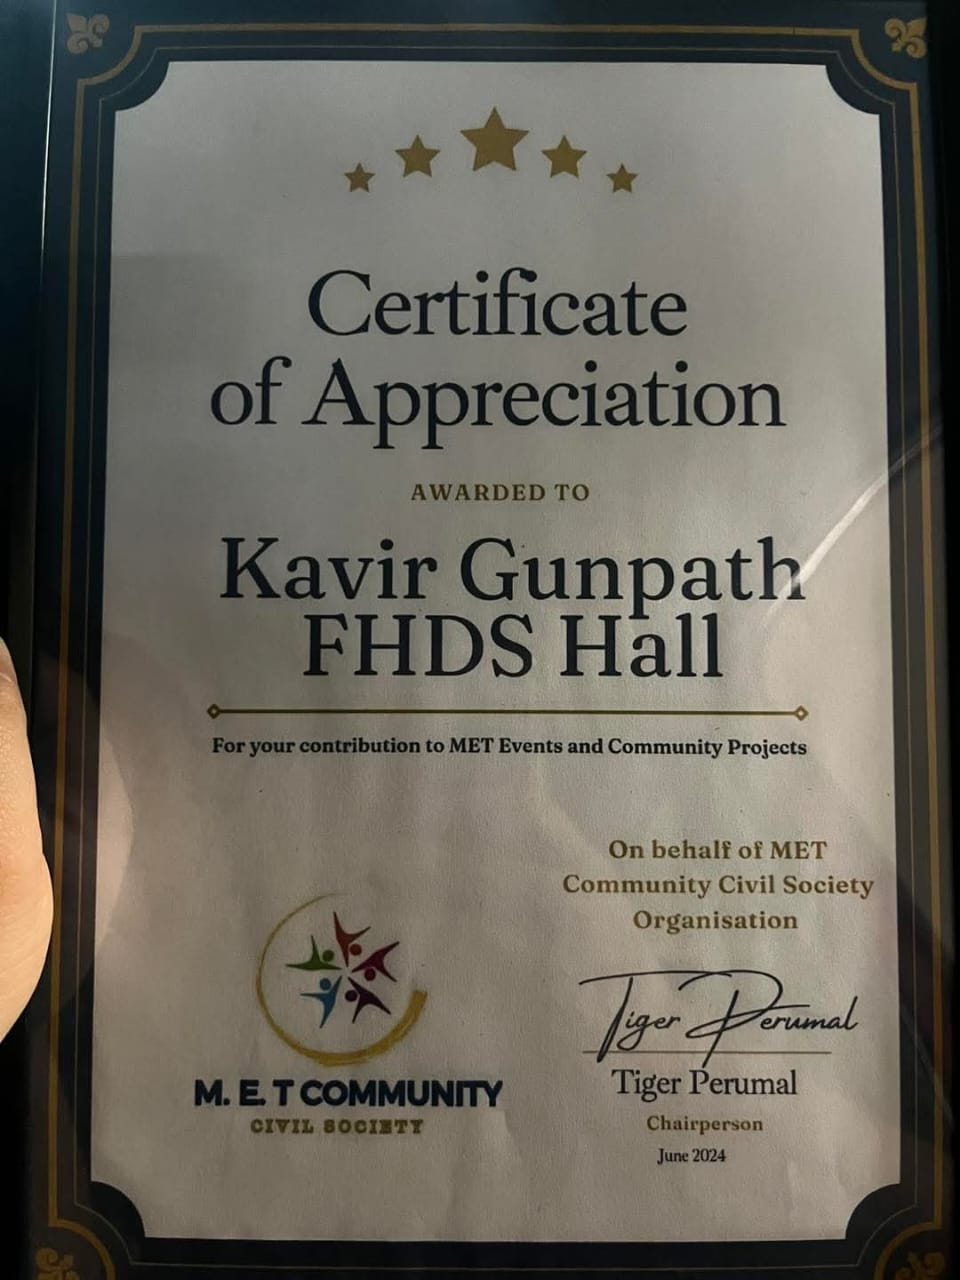 Certificate
of Appreciation
AWARDED TO
Kavir Gunpath
FHDS Hall
For your contribution to MET Events and Community Projects
On behalf of MET
Community Civil Society
Organisation
Tiger Perumal
Tiger Perumal
Chairperson
June 2024
M. E. T COMMUNITY
CIVIL SOCIETY